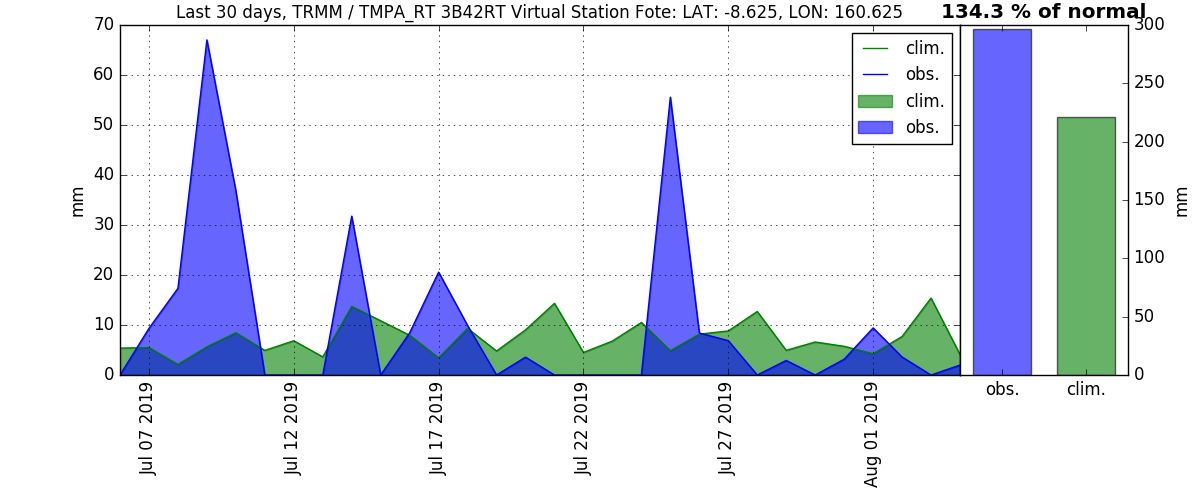 Last 30 days, TRMM / TMPA_RT 3B42RT Virtual Station Fote: LAT: -8.625, LON: 160.625
134.3 % of normal
70
60
50
40
30
20
10
0
mm
clim.
obs.
clim.
obs.
300
250
200
150
100
50
0
mm
Jul 07 2019
Jul 12 2019
Jul 17 2019
Jul 22 2019
Jul 27 2019
Aug 01 2019
obs.
clim.